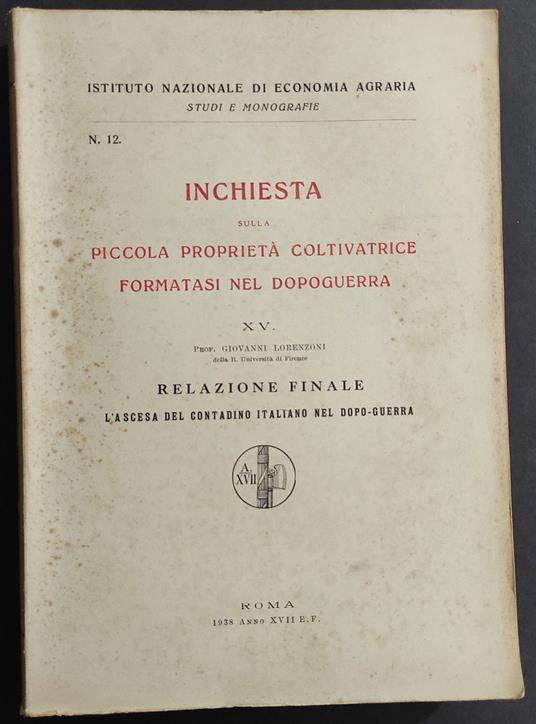 ISTITUTO NAZIONALE DI ECONOMIA AGRARIA
STUDI E MONOGRAFIE
N. 12.
INCHIESTA
SULLA
PICCOLA PROPRIETÀ COLTIVATRICE
FORMATASI NEL DOPOGUERRA
XV.
PROF. GIOVANNI LORENZONI
della R. Università di Firenze
RELAZIONE FINALE
L'ASCESA DEL CONTADINO ITALIANO NEL DOPO-GUERRA
A.
XVII
ROMA
1938 ANNO XVII E.F.